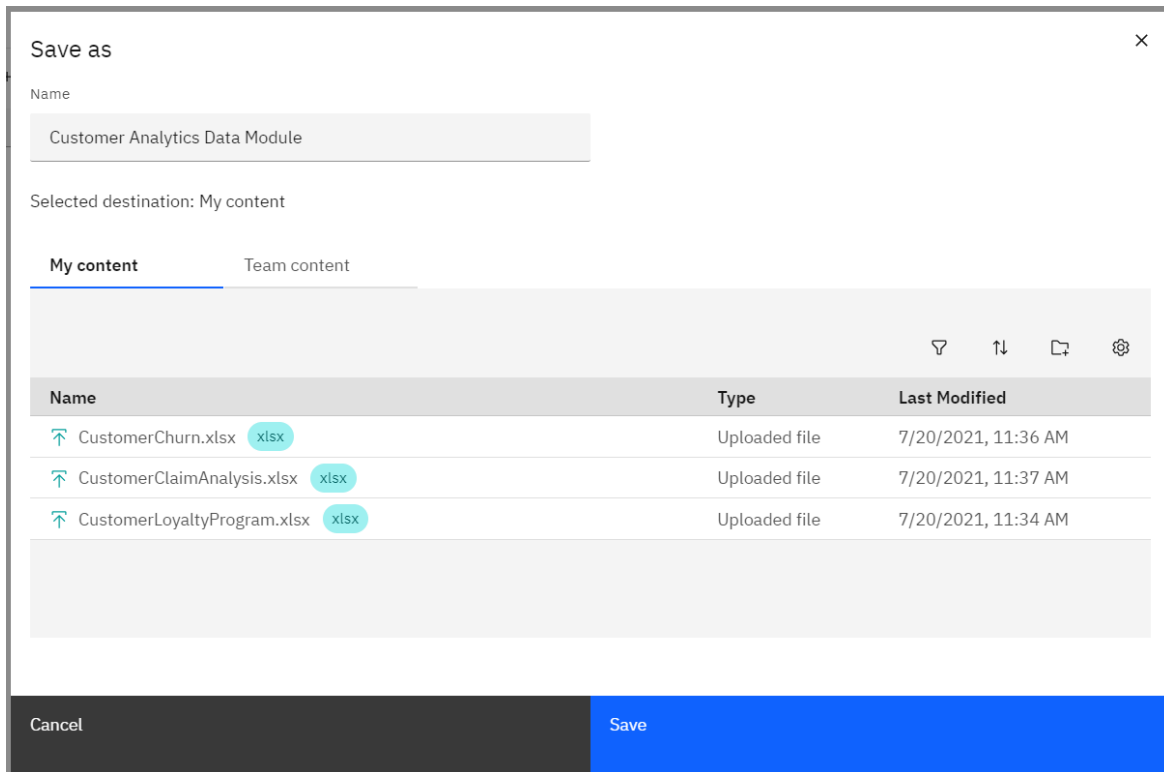 Save as
Name
Customer Analytics Data Module
Selected destination: My content
My content Team content
Name Type Last Modified
CustomerChurn.xlsx xlsx Uploaded file 7/20/2021, 11:36 AM
CustomerClaimAnalysis.xlsx xlsx Uploaded file 7/20/2021, 11:37 AM
CustomerLoyaltyProgram.xlsx xlsx Uploaded file 7/20/2021, 11:34 AM
Cancel Save